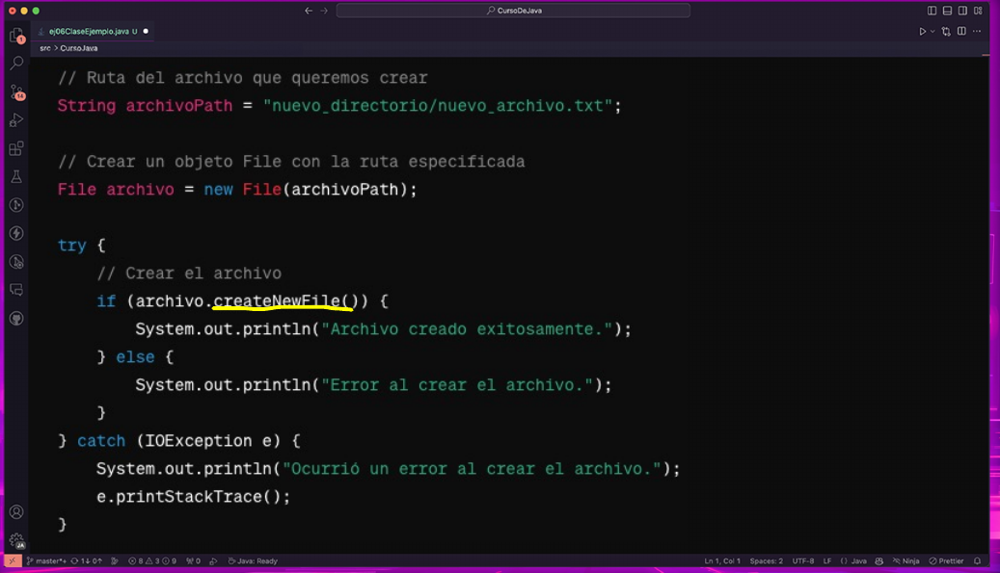 CursoDeJava
ej06ClaseEjemplo.java U
src > CursoJava
// Ruta del archivo que queremos crear
String archivoPath = "nuevo_directorio/nuevo_archivo.txt";
// Crear un objeto File con la ruta especificada
File archivo = new File(archivoPath);
try {
// Crear el archivo
if (archivo.createNewFile()) {
System.out.println("Archivo creado exitosamente.");
} else {
System.out.println("Error al crear el archivo.");
}
} catch (IOException e) {
System.out.println("Ocurrió un error al crear el archivo.");
e.printStackTrace();
}
1
14
JA
master*+ 1↓ 0↑ 8 3 9 0 Java: Ready Ln 1, Col 1 Spaces: 2 UTF-8 LF {} Java Ninja Prettier